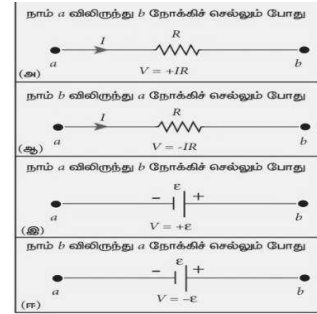 நாம் a விலிருந்து b நோக்கிச் செல்லும் போது
I R
a b
(அ) V = +IR
நாம் b விலிருந்து a நோக்கிச் செல்லும் போது
I R
a b
(ஆ) V = -IR
நாம் a விலிருந்து b நோக்கிச் செல்லும் போது
ε
− +
a b
(இ) V = +ε
நாம் b விலிருந்து a நோக்கிச் செல்லும் போது
ε
− +
a b
(ஈ) V = −ε